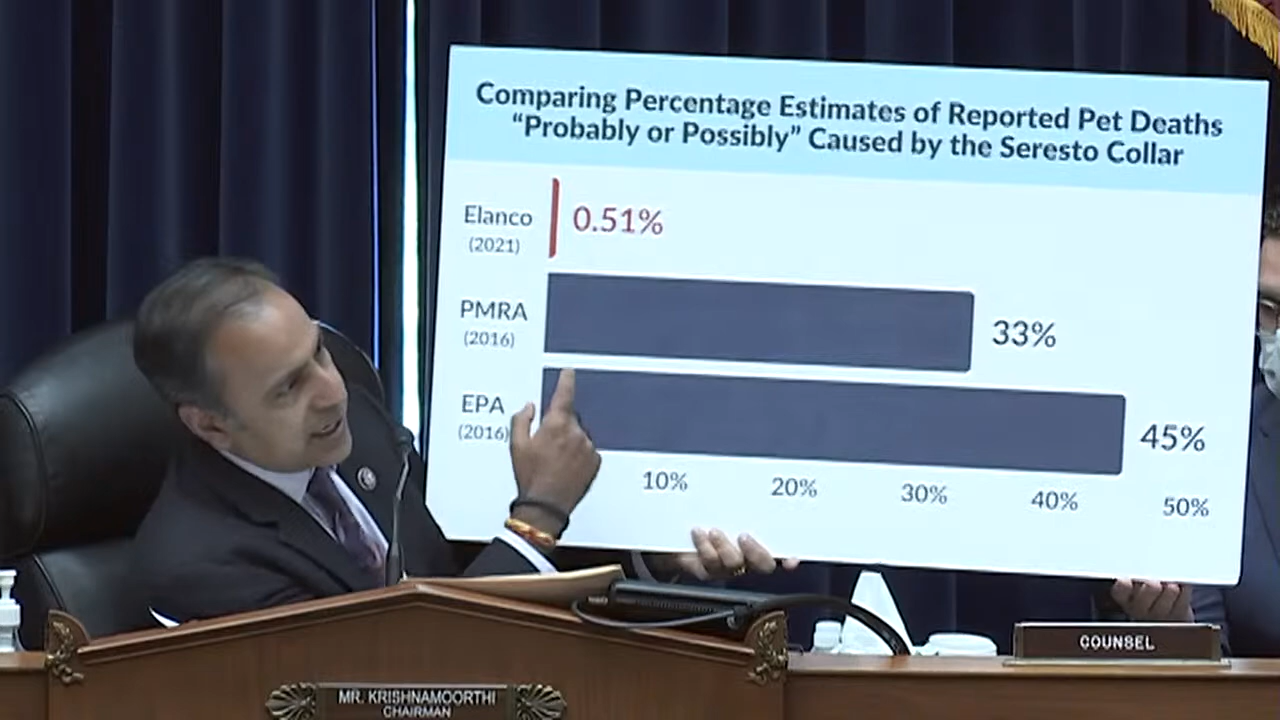 Comparing Percentage Estimates of Reported Pet Deaths
“Probably or Possibly” Caused by the Seresto Collar
Elanco
(2021)
0.51%
PMRA
(2016)
33%
EPA
(2016)
45%
10% 20% 30% 40% 50%
COUNSEL
MR. KRISHNAMOORTHI
CHAIRMAN